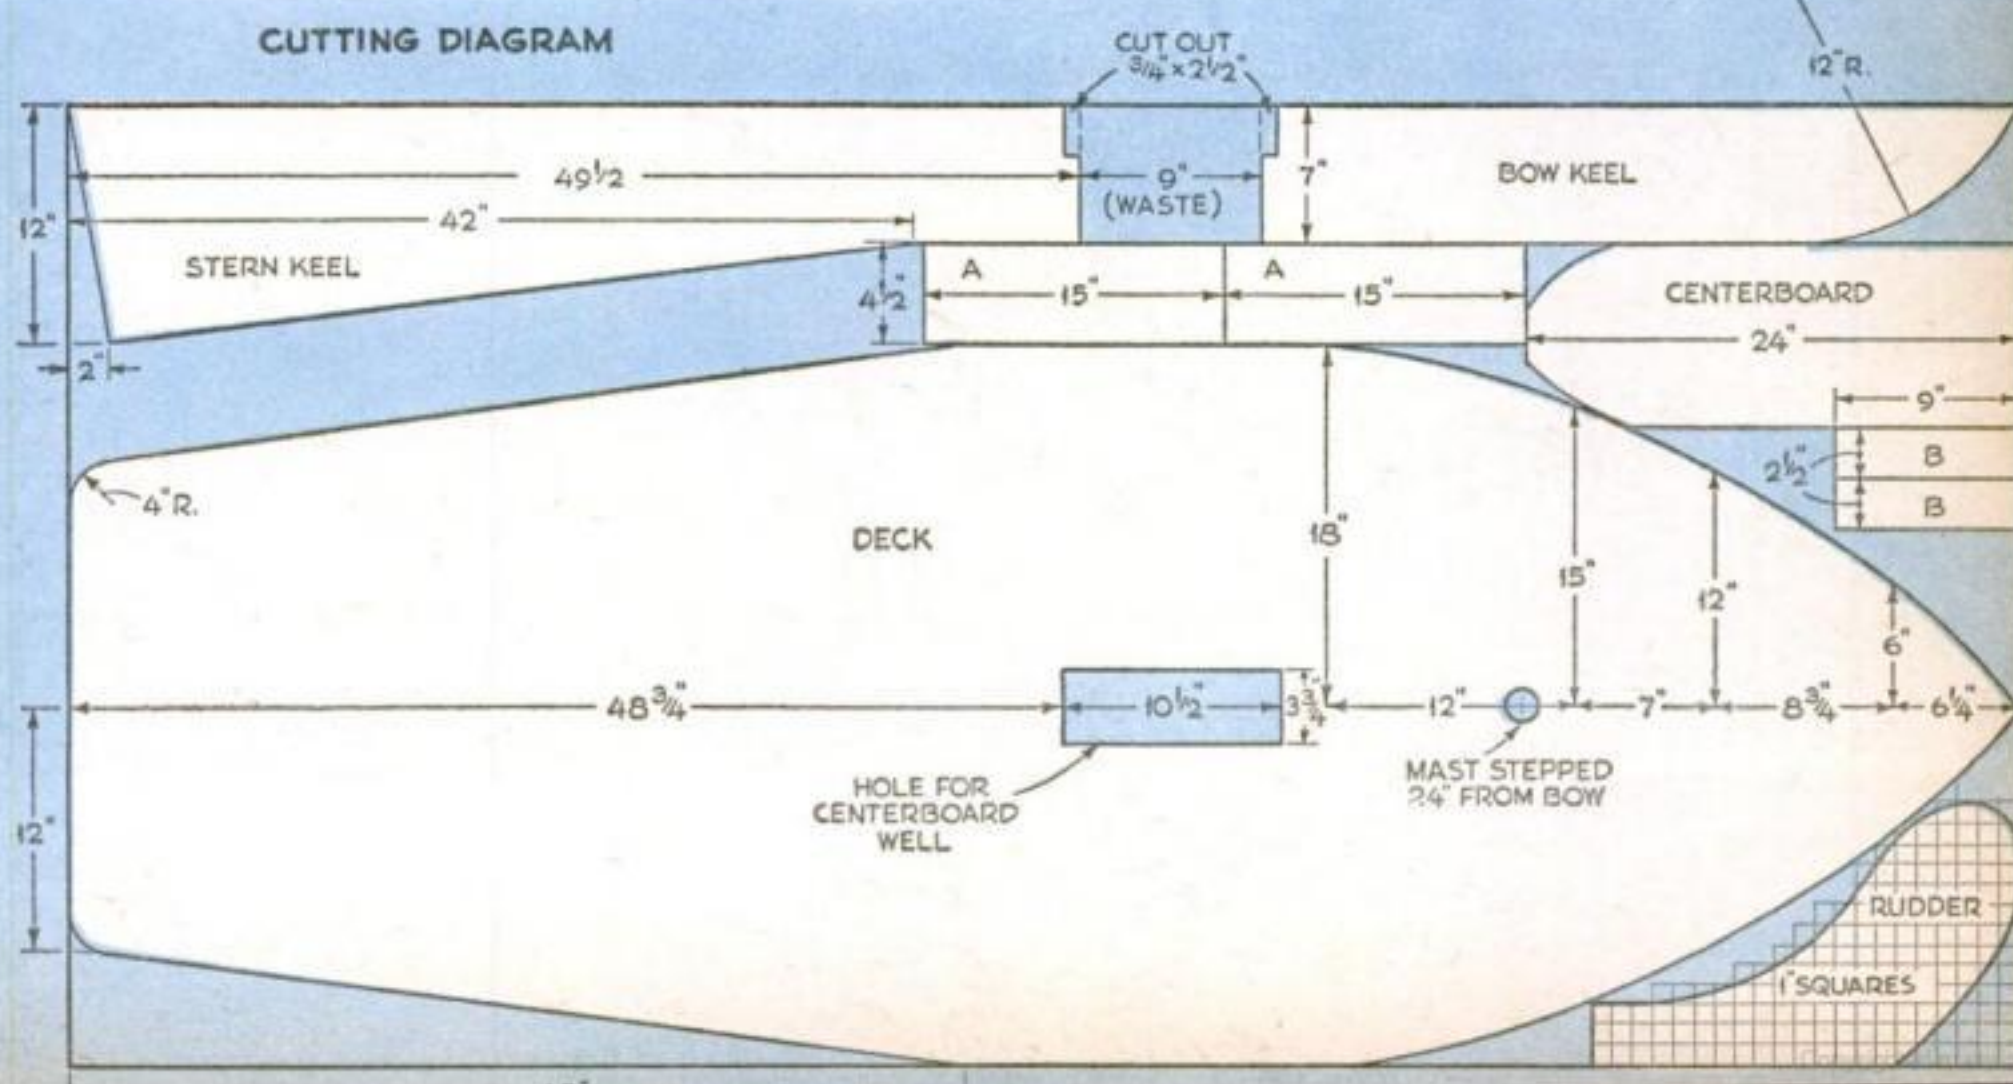 CUTTING DIAGRAM
CUT OUT
3/4" x 2 1/2"
12" R.
12"
49 1/2
9"
(WASTE)
7"
BOW KEEL
42"
STERN KEEL
4 1/2"
A
15"
A
15"
CENTERBOARD
24"
2"
9"
2 1/2"
B
B
4" R.
DECK
18"
15"
12"
6"
48 3/4"
10 1/2"
3 3/4"
12"
7"
8 3/4"
6 1/4"
MAST STEPPED
24" FROM BOW
HOLE FOR
CENTERBOARD
WELL
12"
RUDDER
1" SQUARES